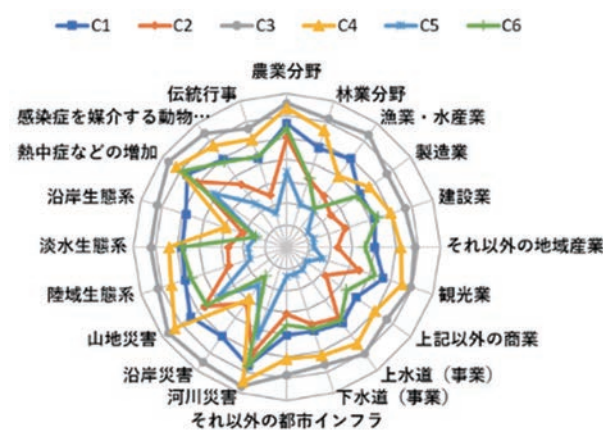 C1 C2 C3 C4 C5 C6
農業分野
林業分野
漁業・水産業
製造業
建設業
それ以外の地域産業
観光業
上記以外の商業
上水道（事業）
下水道（事業）
それ以外の都市インフラ
河川災害
沿岸災害
山地災害
陸域生態系
淡水生態系
沿岸生態系
熱中症などの増加
感染症を媒介する動物…
伝統行事